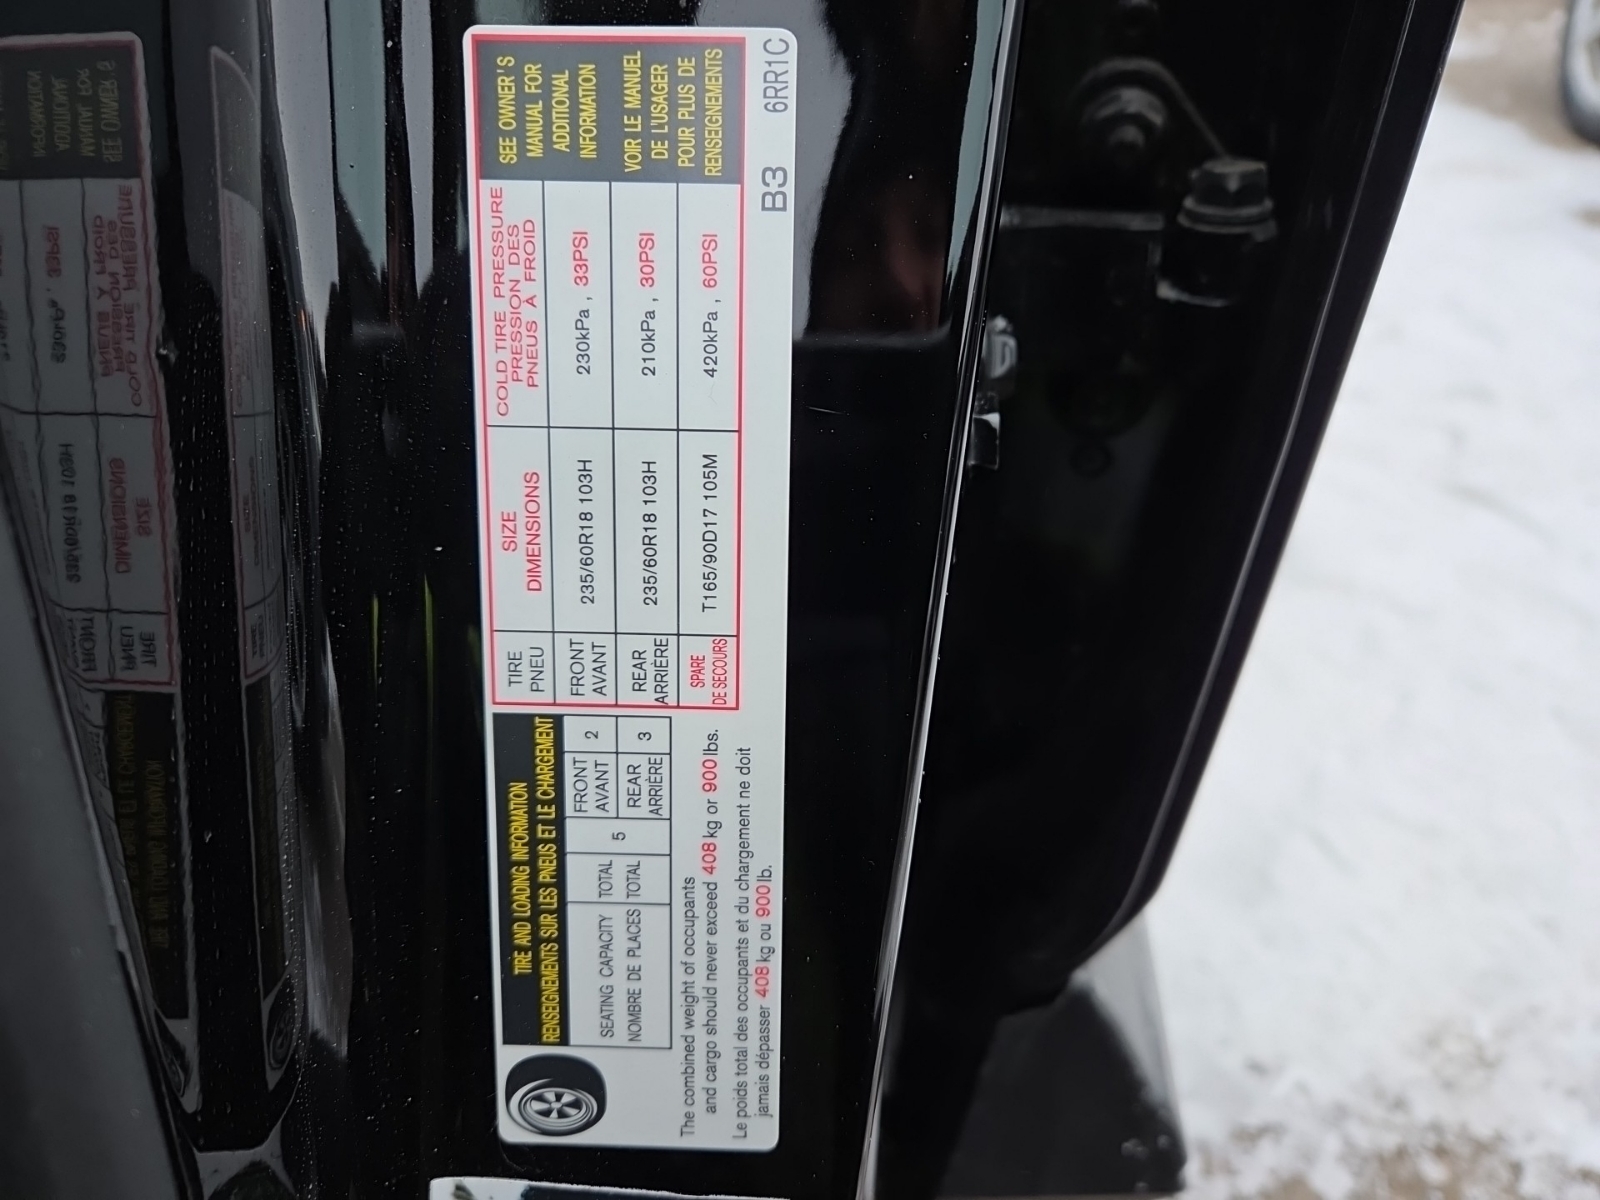 TIRE AND LOADING INFORMATION
RENSEIGNEMENTS SUR LES PNEUS ET LE CHARGEMENT
SEATING CAPACITY TOTAL 5 FRONT 2
NOMBRE DE PLACES TOTAL AVANT
REAR 3
ARRIÈRE
The combined weight of occupants
and cargo should never exceed 408 kg or 900 lbs.
Le poids total des occupants et du chargement ne doit
jamais dépasser 408 kg ou 900 lb.
TIRE SIZE COLD TIRE PRESSURE
PNEU DIMENSIONS PRESSION DES
PNEUS À FROID
FRONT 235/60R18 103H 230kPa , 33PSI
AVANT
REAR 235/60R18 103H 210kPa , 30PSI
ARRIÈRE
SPARE T165/90D17 105M 420kPa , 60PSI
DE SECOURS
SEE OWNER'S
MANUAL FOR
ADDITIONAL
INFORMATION
VOIR LE MANUEL
DE L'USAGER
POUR PLUS DE
RENSEIGNEMENTS
B3 6RR1C